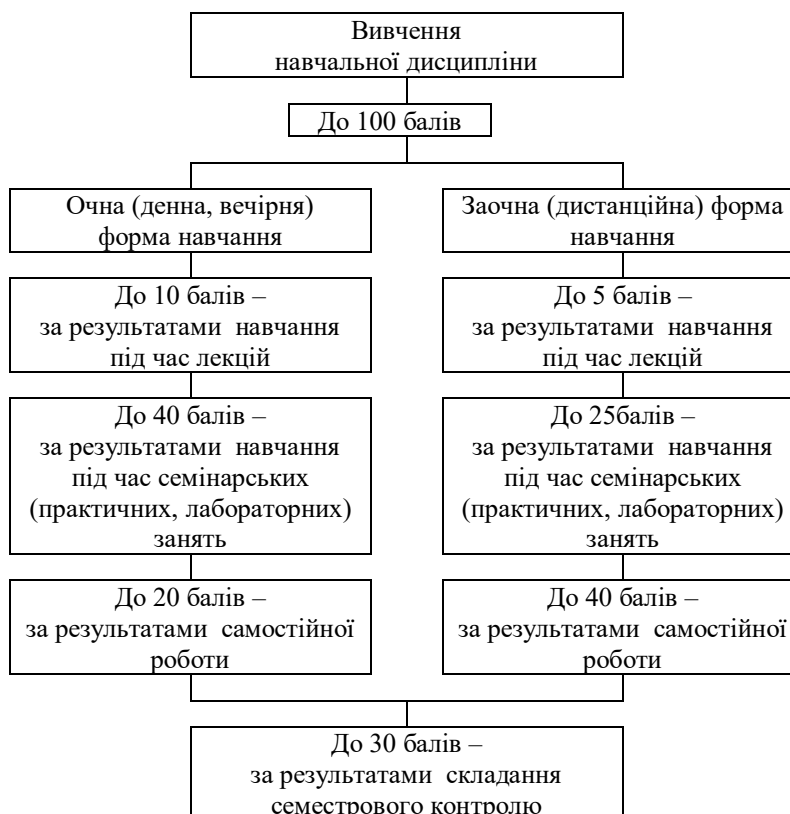 Вивчення
навчальної дисципліни
До 100 балів
Очна (денна, вечірня)
форма навчання
До 10 балів –
за результатами навчання
під час лекцій
До 40 балів –
за результатами навчання
під час семінарських
(практичних, лабораторних)
занять
До 20 балів –
за результатами самостійної
роботи
Заочна (дистанційна) форма
навчання
До 5 балів –
за результатами навчання
під час лекцій
До 25балів –
за результатами навчання
під час семінарських
(практичних, лабораторних)
занять
До 40 балів –
за результатами самостійної
роботи
До 30 балів –
за результатами складання
семестрового контролю